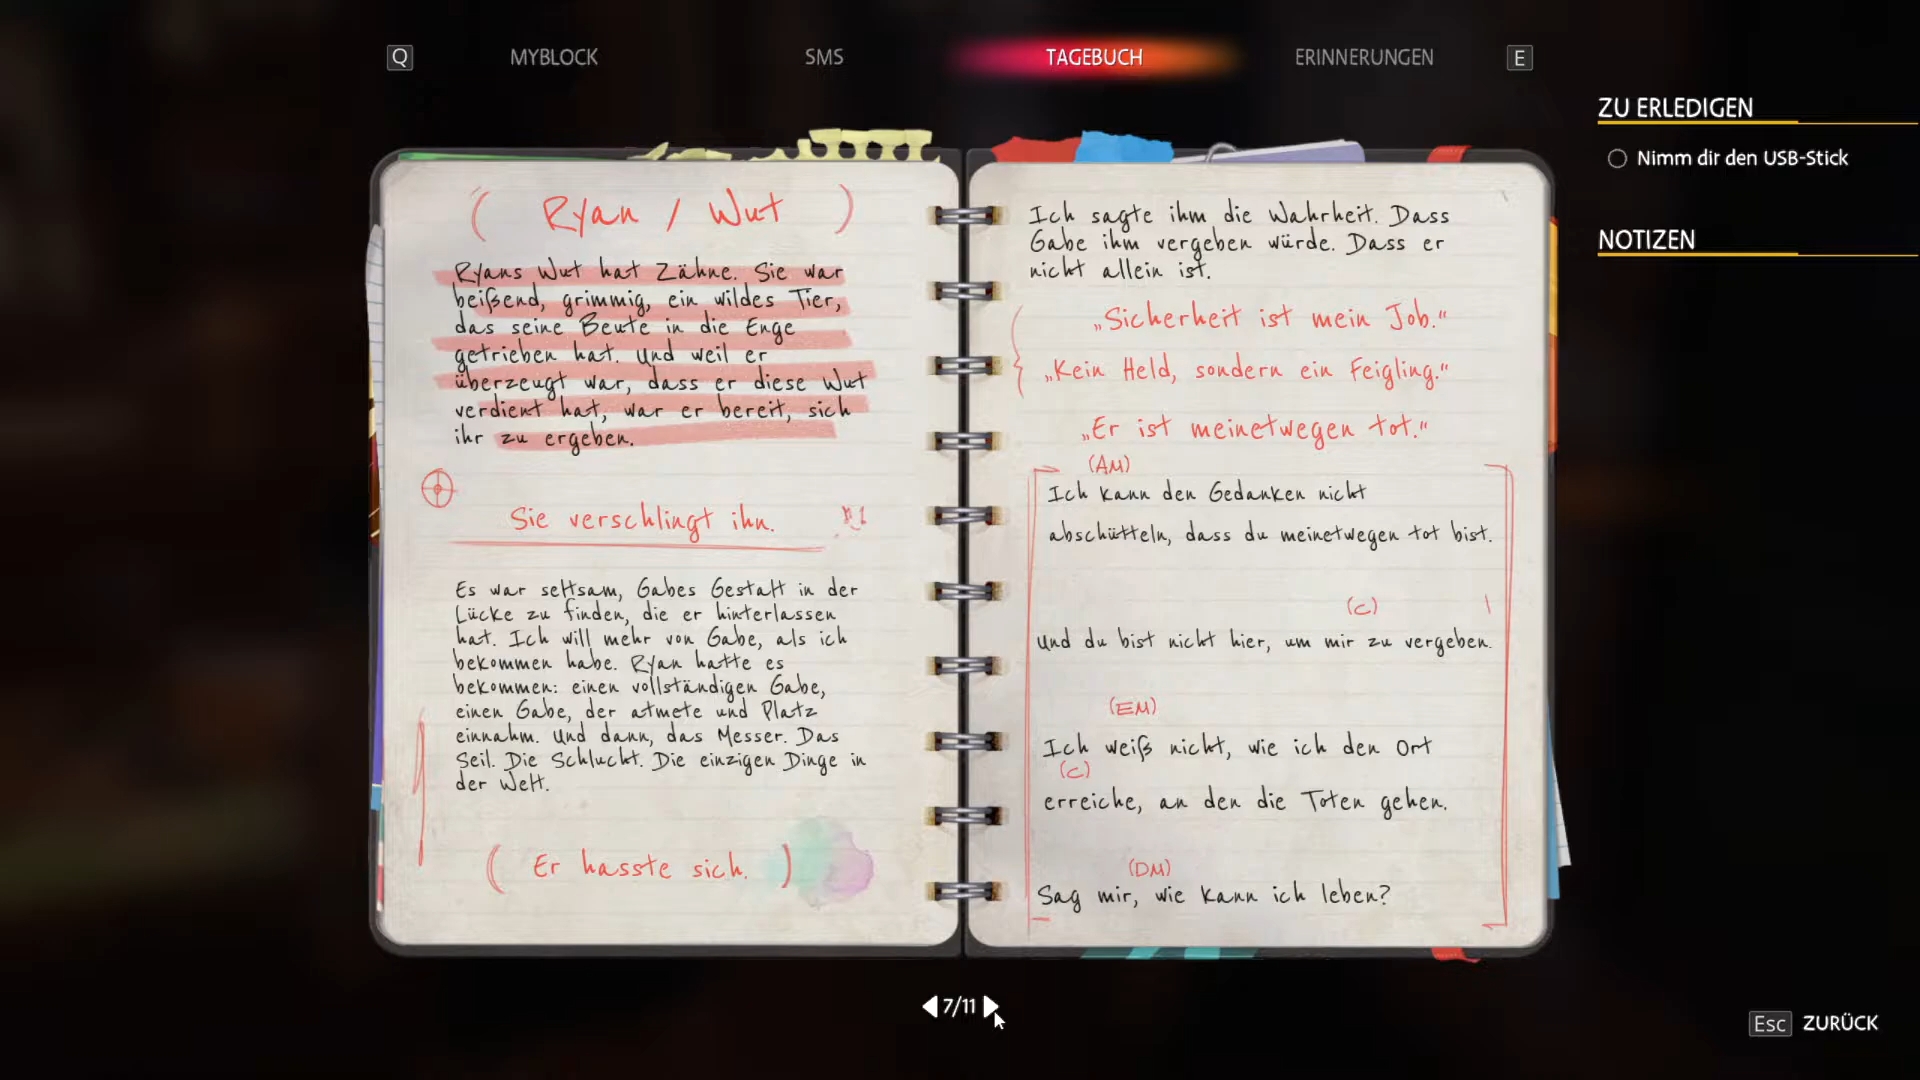 Q
MYBLOCK
SMS
TAGEBUCH
ERINNERUNGEN
E
ZU ERLEDIGEN
Nimm dir den USB-Stick
NOTIZEN
( Ryan / Wut )
Ryans Wut hat Zähne. Sie war
beißend, grimmig, ein wildes Tier,
das seine Beute in die Enge
getrieben hat. Und weil er
überzeugt war, dass er diese Wut
verdient hat, war er bereit, sich
ihr zu ergeben.
Sie verschlingt ihn.
Es war seltsam, Gabes Gestalt in der
Lücke zu finden, die er hinterlassen
hat. Ich will mehr von Gabe, als ich
bekommen habe. Ryan hatte es
bekommen: einen vollständigen Gabe,
einen Gabe, der atmete und Platz
einnahm. Und dann, das Messer. Das
Seil. Die Schlucht. Die einzigen Dinge in
der Welt.
( Er hasste sich. )
Ich sagte ihm die Wahrheit. Dass
Gabe ihm vergeben würde. Dass er
nicht allein ist.
„Sicherheit ist mein Job.“
„Kein Held, sondern ein Feigling.“
„Er ist meinetwegen tot.“
(AM)
Ich kann den Gedanken nicht
abschütteln, dass du meinetwegen tot bist.
(C)
Und du bist nicht hier, um mir zu vergeben.
(EM)
Ich weiß nicht, wie ich den Ort
(C)
erreiche, an den die Toten gehen.
(DM)
Sag mir, wie kann ich leben?
7/11
Esc ZURÜCK